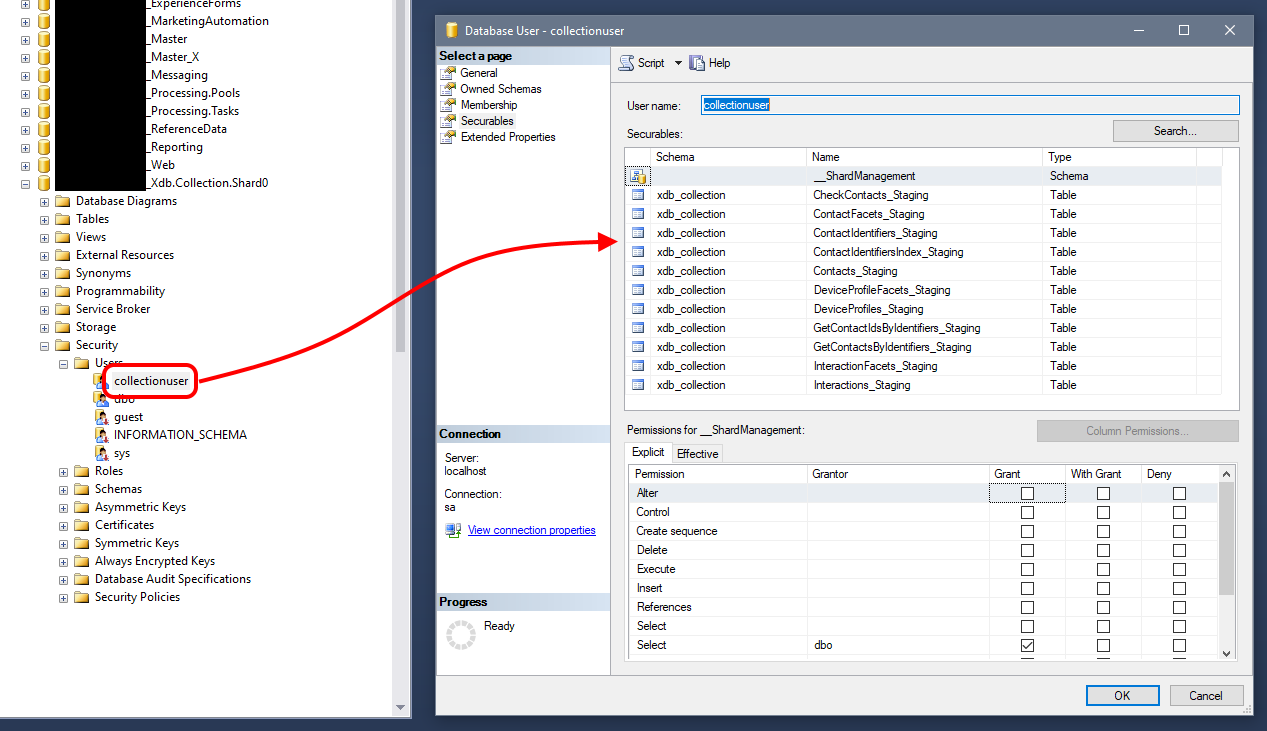 _ExperienceForms
_MarketingAutomation
_Master
_Master_X
_Messaging
_Processing.Pools
_Processing.Tasks
_ReferenceData
_Reporting
_Web
_Xdb.Collection.Shard0
Database Diagrams
Tables
Views
External Resources
Synonyms
Programmability
Service Broker
Storage
Security
Users
collectionuser
dbo
guest
INFORMATION_SCHEMA
sys
Roles
Schemas
Asymmetric Keys
Certificates
Symmetric Keys
Always Encrypted Keys
Database Audit Specifications
Security Policies
Database User - collectionuser
Select a page
General
Owned Schemas
Membership
Securables
Extended Properties
Connection
Server:
localhost
Connection:
sa
View connection properties
Progress
Ready
Script Help
User name: collectionuser
Securables: Search...
Schema Name Type
__ShardManagement Schema
xdb_collection CheckContacts_Staging Table
xdb_collection ContactFacets_Staging Table
xdb_collection ContactIdentifiers_Staging Table
xdb_collection ContactIdentifiersIndex_Staging Table
xdb_collection Contacts_Staging Table
xdb_collection DeviceProfileFacets_Staging Table
xdb_collection DeviceProfiles_Staging Table
xdb_collection GetContactIdsByIdentifiers_Staging Table
xdb_collection GetContactsByIdentifiers_Staging Table
xdb_collection InteractionFacets_Staging Table
xdb_collection Interactions_Staging Table
Permissions for __ShardManagement: Column Permissions...
Explicit Effective
Permission Grantor Grant With Grant Deny
Alter
Control
Create sequence
Delete
Execute
Insert
References
Select
Select dbo
OK Cancel